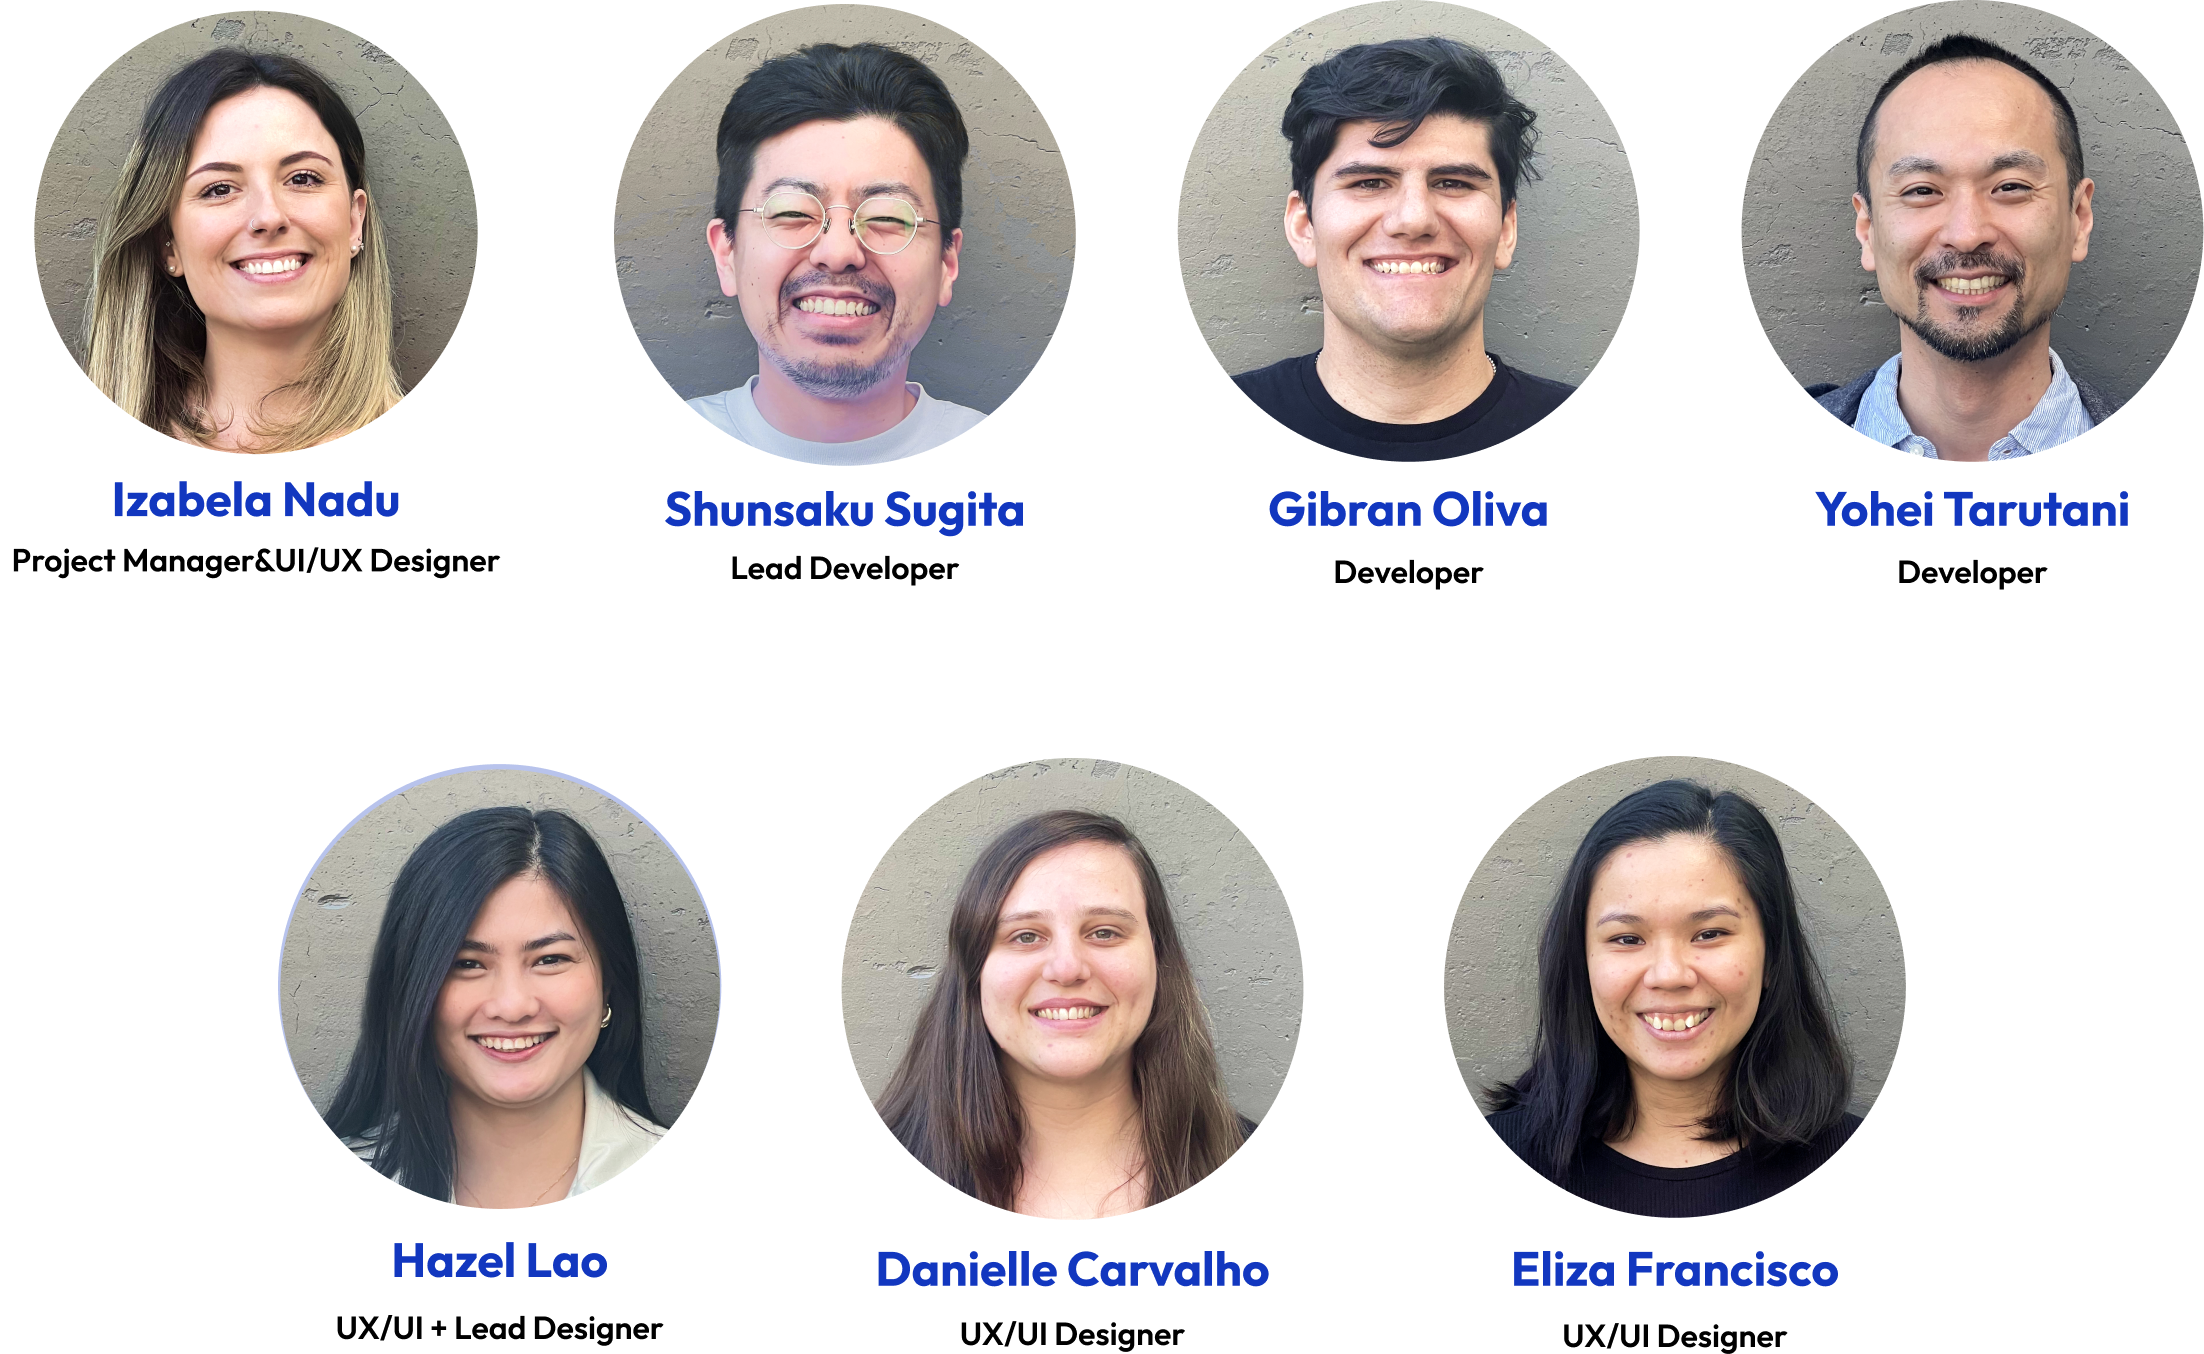 Izabela Nadu
Project Manager&UI/UX Designer
Shunsaku Sugita
Lead Developer
Gibran Oliva
Developer
Yohei Tarutani
Developer
Hazel Lao
UX/UI + Lead Designer
Danielle Carvalho
UX/UI Designer
Eliza Francisco
UX/UI Designer